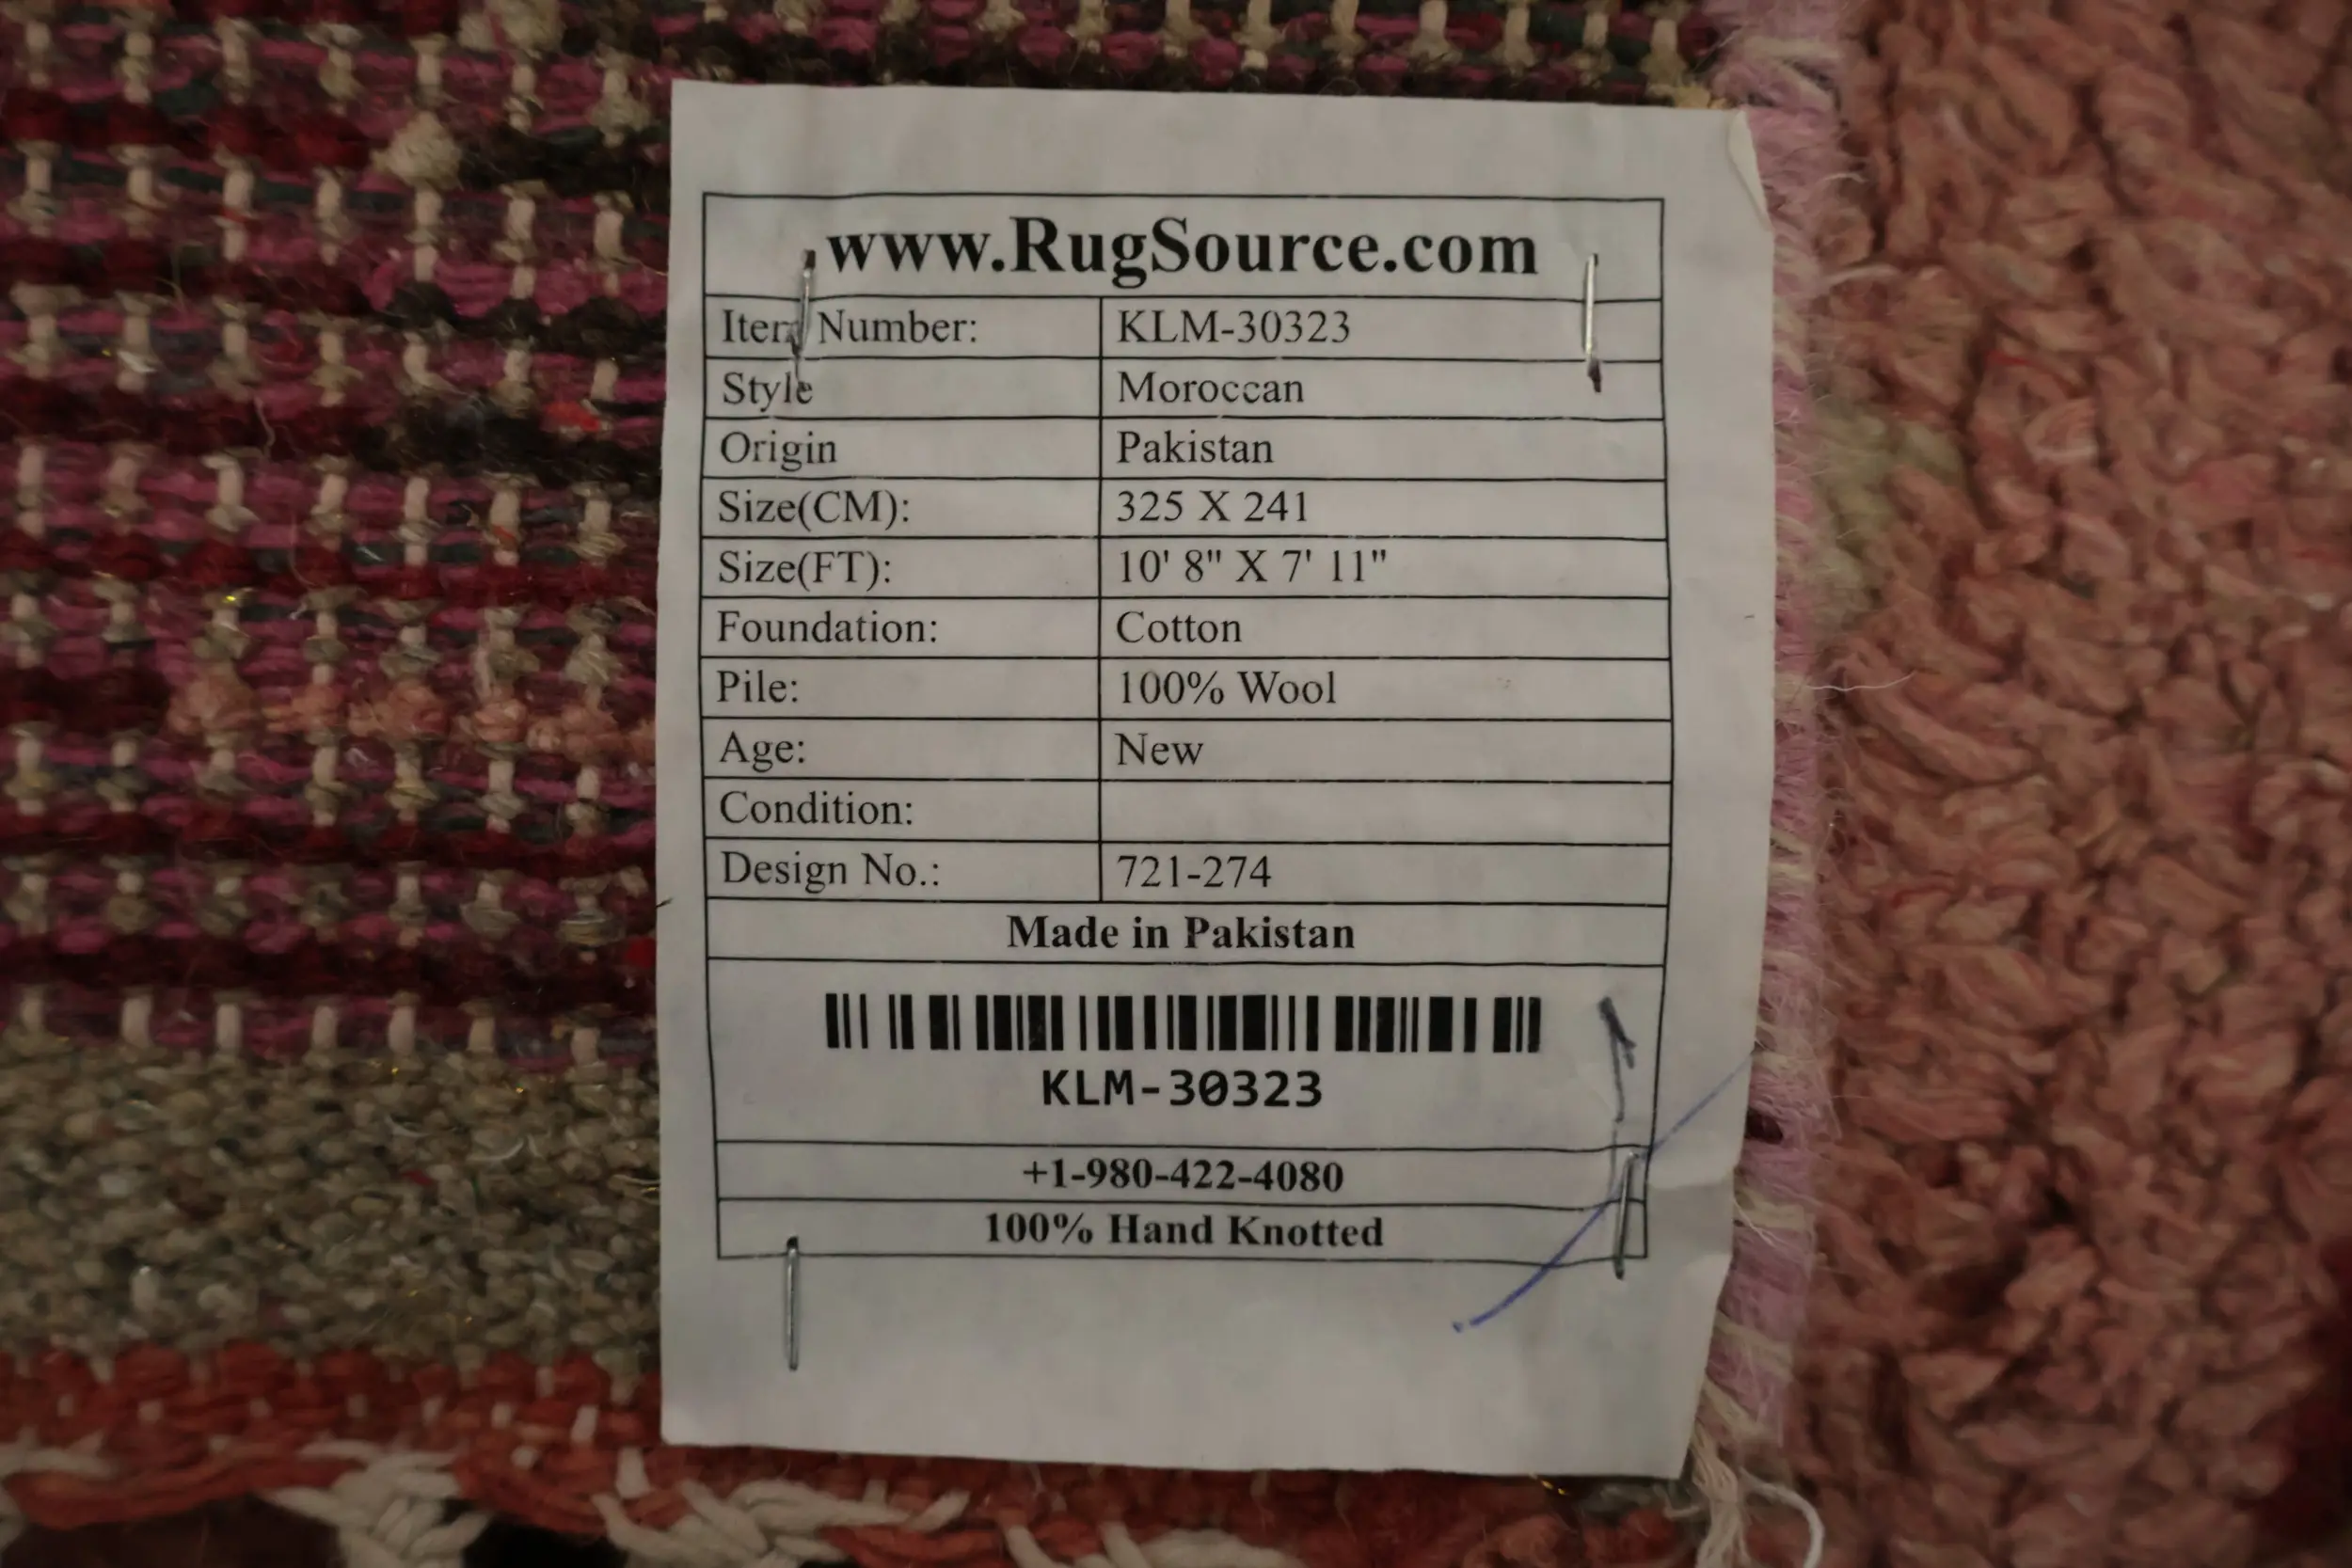 www.RugSource.com
Item Number: KLM-30323
Style Moroccan
Origin Pakistan
Size(CM): 325 X 241
Size(FT): 10' 8" X 7' 11"
Foundation: Cotton
Pile: 100% Wool
Age: New
Condition:
Design No.: 721-274
Made in Pakistan
KLM-30323
+1-980-422-4080
100% Hand Knotted